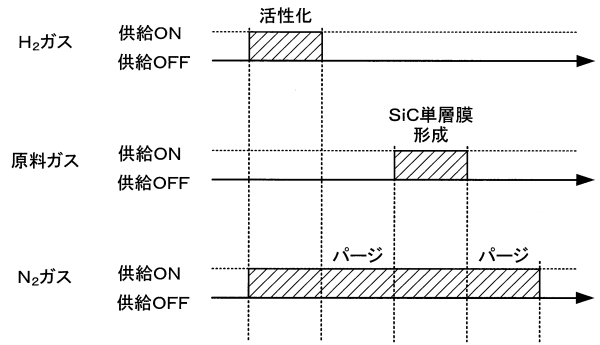 活性化
H₂ガス
供給ON
供給OFF
SiC単層膜
形成
原料ガス
供給ON
供給OFF
パージ
パージ
N₂ガス
供給ON
供給OFF